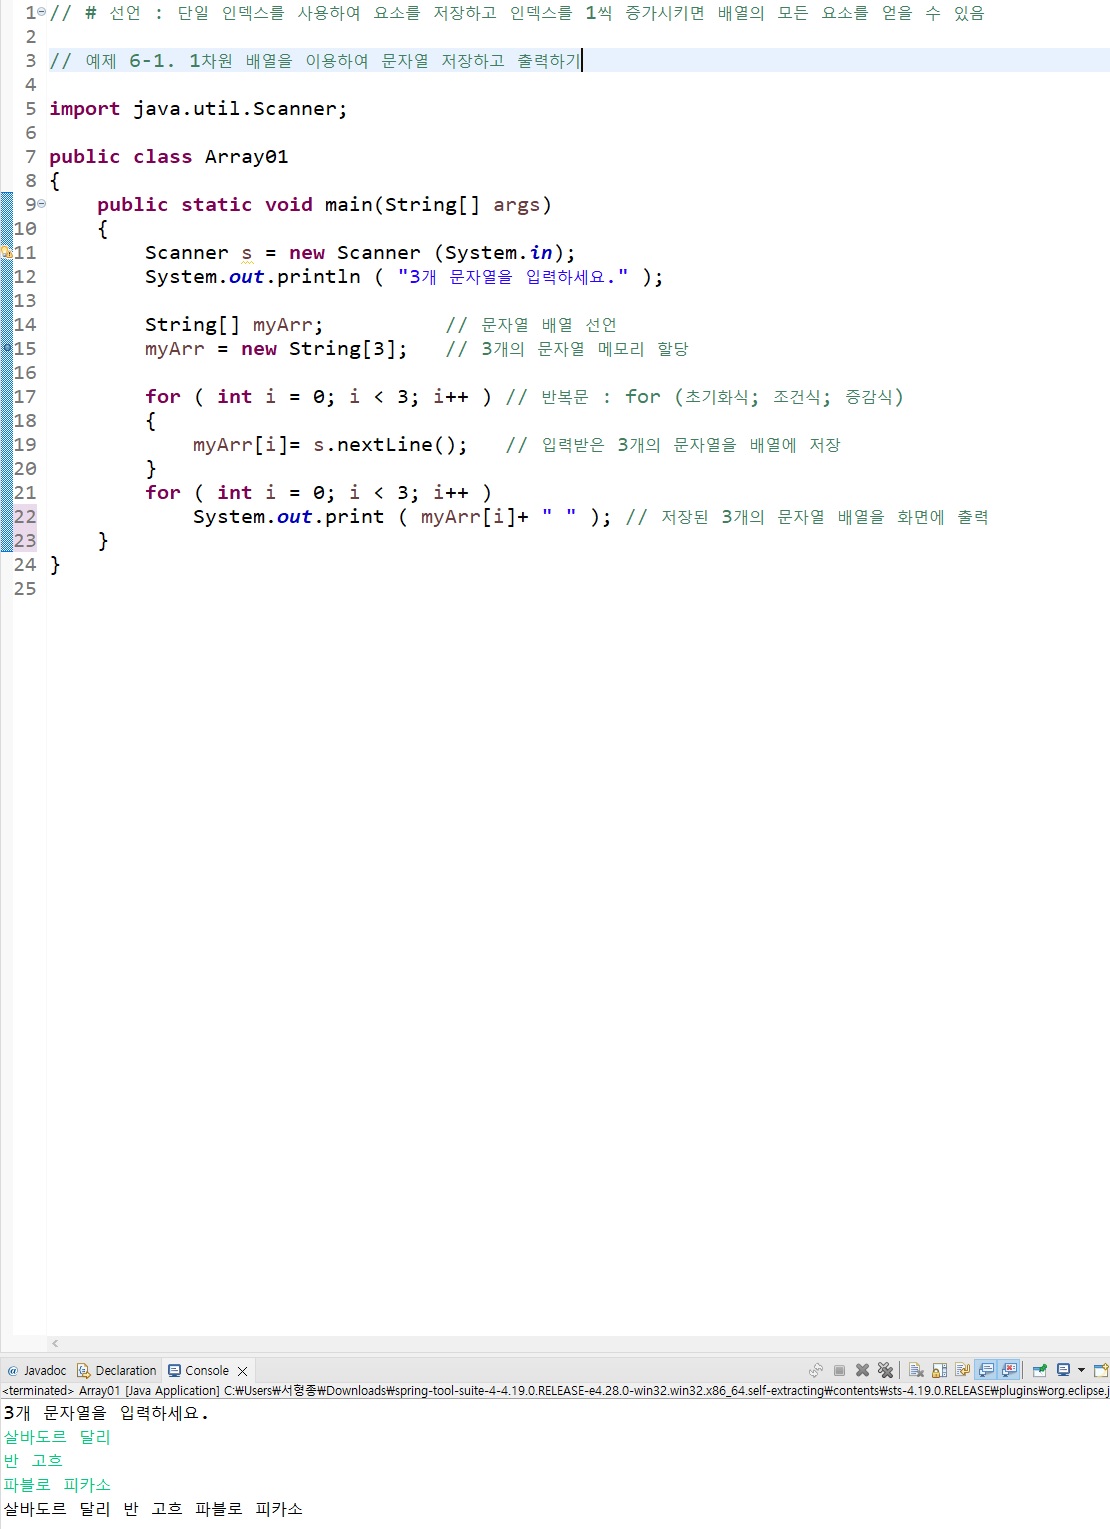 1 // # 선언 : 단일 인덱스를 사용하여 요소를 저장하고 인덱스를 1씩 증가시키면 배열의 모든 요소를 얻을 수 있음
2
3 // 예제 6-1. 1차원 배열을 이용하여 문자열 저장하고 출력하기
4
5 import java.util.Scanner;
6
7 public class Array01
8 {
9     public static void main(String[] args)
10     {
11         Scanner s = new Scanner (System.in);
12         System.out.println ( "3개 문자열을 입력하세요." );
13
14         String[] myArr;          // 문자열 배열 선언
15         myArr = new String[3];   // 3개의 문자열 메모리 할당
16
17         for ( int i = 0; i < 3; i++ ) // 반복문 : for (초기화식; 조건식; 증감식)
18         {
19             myArr[i]= s.nextLine();   // 입력받은 3개의 문자열을 배열에 저장
20         }
21         for ( int i = 0; i < 3; i++ )
22             System.out.print ( myArr[i]+ " " ); // 저장된 3개의 문자열 배열을 화면에 출력
23     }
24 }
25
@ Javadoc Declaration Console
<terminated> Array01 [Java Application] C:₩Users₩서형종₩Downloads₩spring-tool-suite-4-4.19.0.RELEASE-e4.28.0-win32.win32.x86_64.self-extracting₩contents₩sts-4.19.0.RELEASE₩plugins₩org.eclipse.j
3개 문자열을 입력하세요.
살바도르 달리
반 고흐
파블로 피카소
살바도르 달리 반 고흐 파블로 피카소